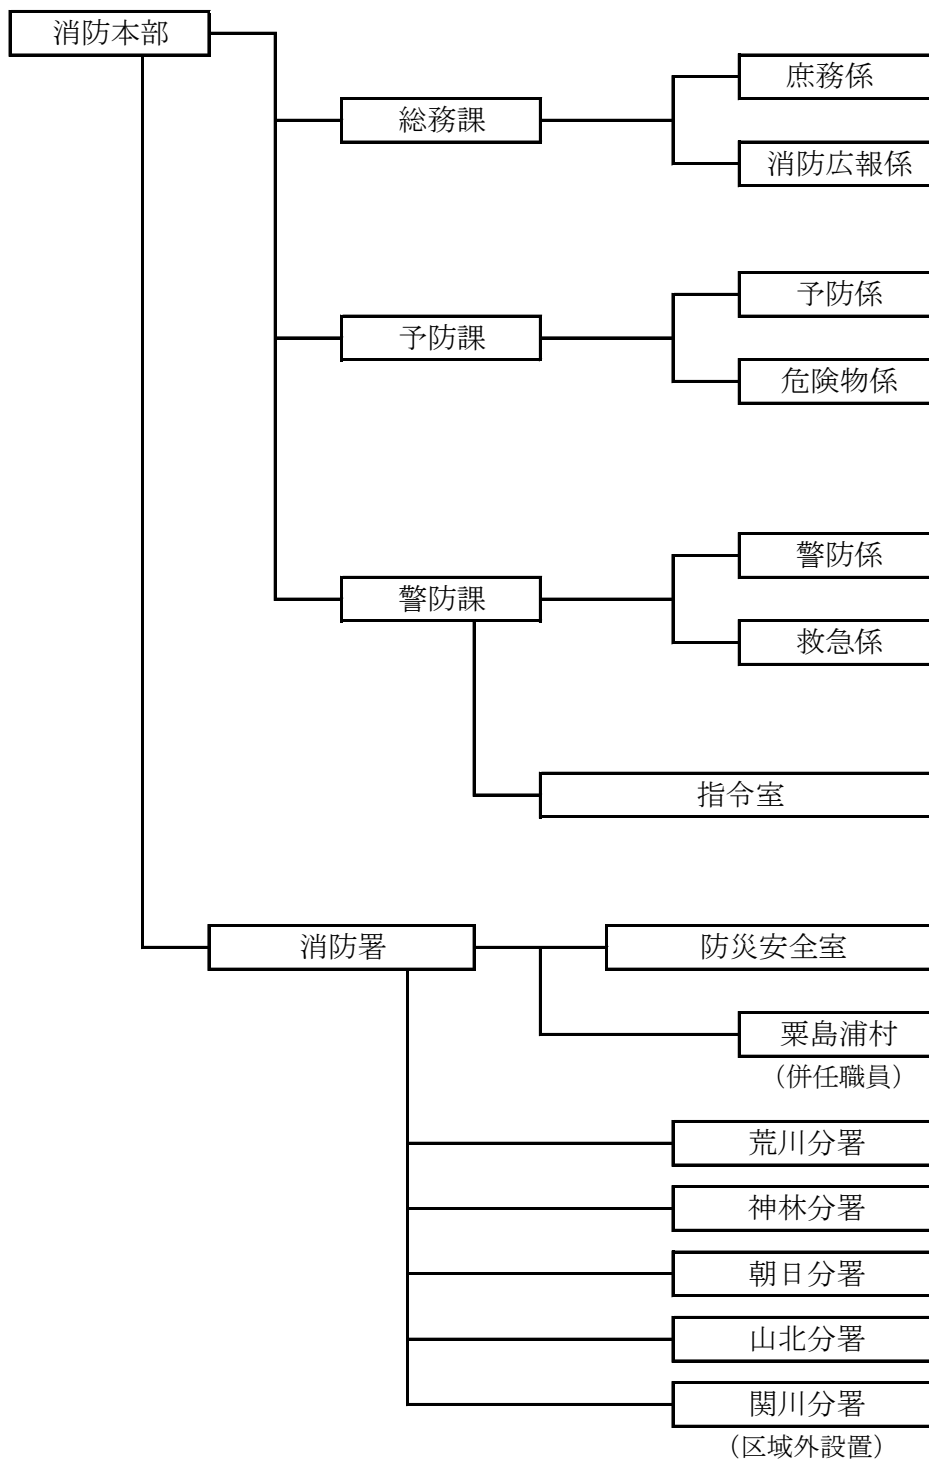 消防本部
庶務係
総務課
消防広報係
予防係
予防課
危険物係
警防係
警防課
救急係
指令室
消防署
防災安全室
粟島浦村
（併任職員）
荒川分署
神林分署
朝日分署
山北分署
関川分署
（区域外設置）